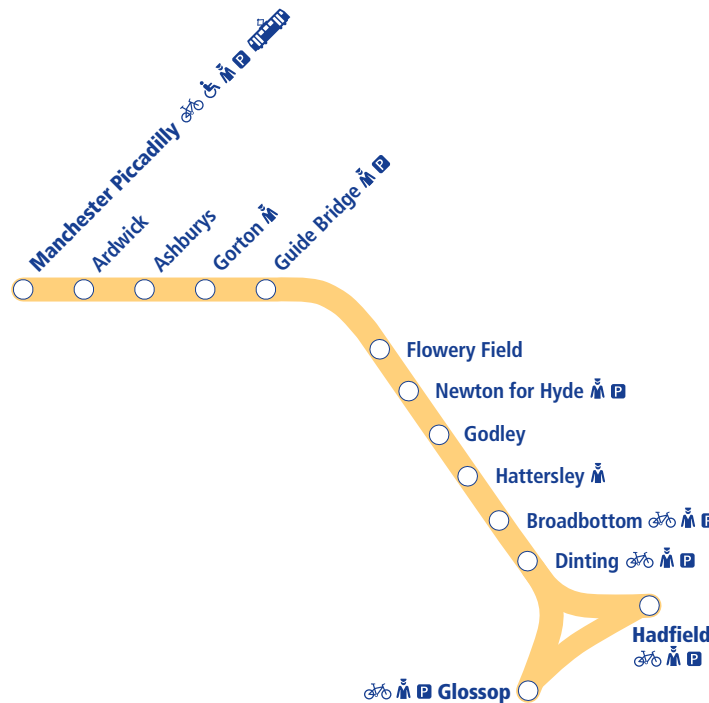 Manchester Piccadilly P
Ardwick
Ashburys
Gorton
Guide Bridge P
Flowery Field
Newton for Hyde P
Godley
Hattersley
Broadbottom
Dinting P
Hadfield
P
P Glossop